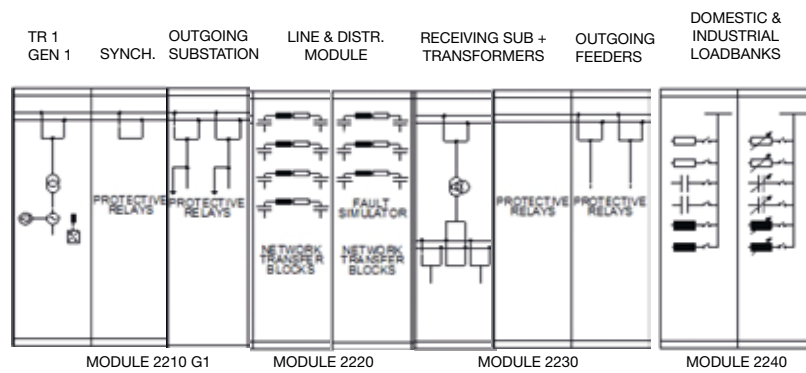 TR 1
GEN 1
SYNCH.
OUTGOING
SUBSTATION
LINE & DISTR.
MODULE
RECEIVING SUB +
TRANSFORMERS
OUTGOING
FEEDERS
DOMESTIC &
INDUSTRIAL
LOADBANKS
PROTECTIVE
RELAYS
PROTECTIVE
RELAYS
NETWORK
TRANSFER
BLOCKS
FAULT
SIMULATOR
NETWORK
TRANSFER
BLOCKS
PROTECTIVE
RELAYS
PROTECTIVE
RELAYS
MODULE 2210 G1
MODULE 2220
MODULE 2230
MODULE 2240